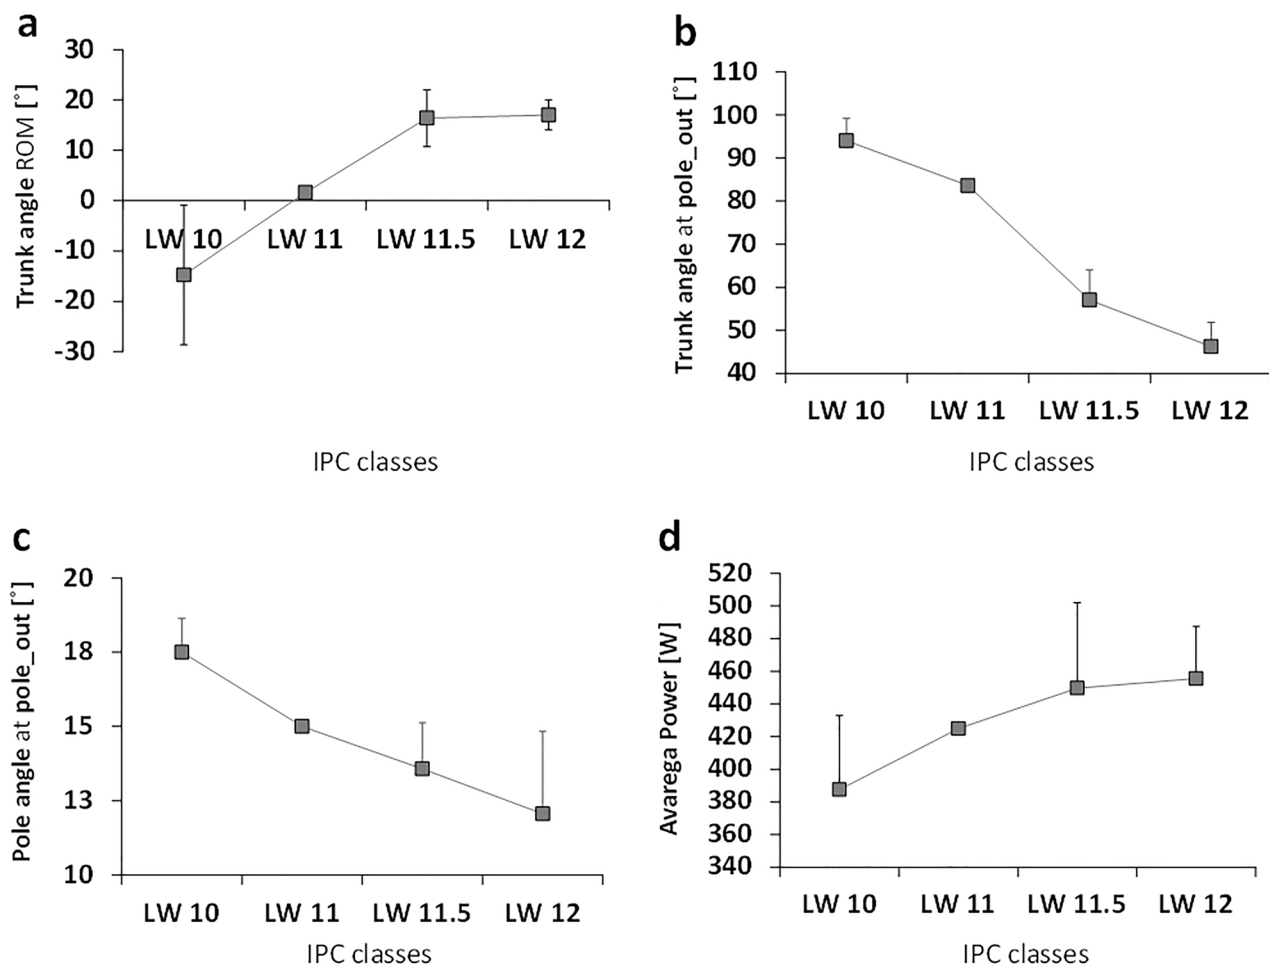 a
Trunk angle ROM [°]
30
20
10
0
-10
-20
-30
LW 10 LW 11 LW 11.5 LW 12
IPC classes
b
Trunk angle at pole_out [°]
110
100
90
80
70
60
50
40
LW 10 LW 11 LW 11.5 LW 12
IPC classes
c
Pole angle at pole_out [°]
20
18
15
13
10
LW 10 LW 11 LW 11.5 LW 12
IPC classes
d
Avarega Power [W]
520
500
480
460
440
420
400
380
360
340
LW 10 LW 11 LW 11.5 LW 12
IPC classes